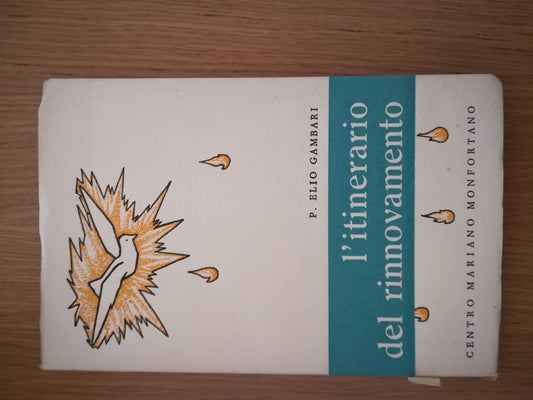 P. ELIO GAMBARI
l'itinerario
del rinnovamento
CENTRO MARIANO MONFORTANO